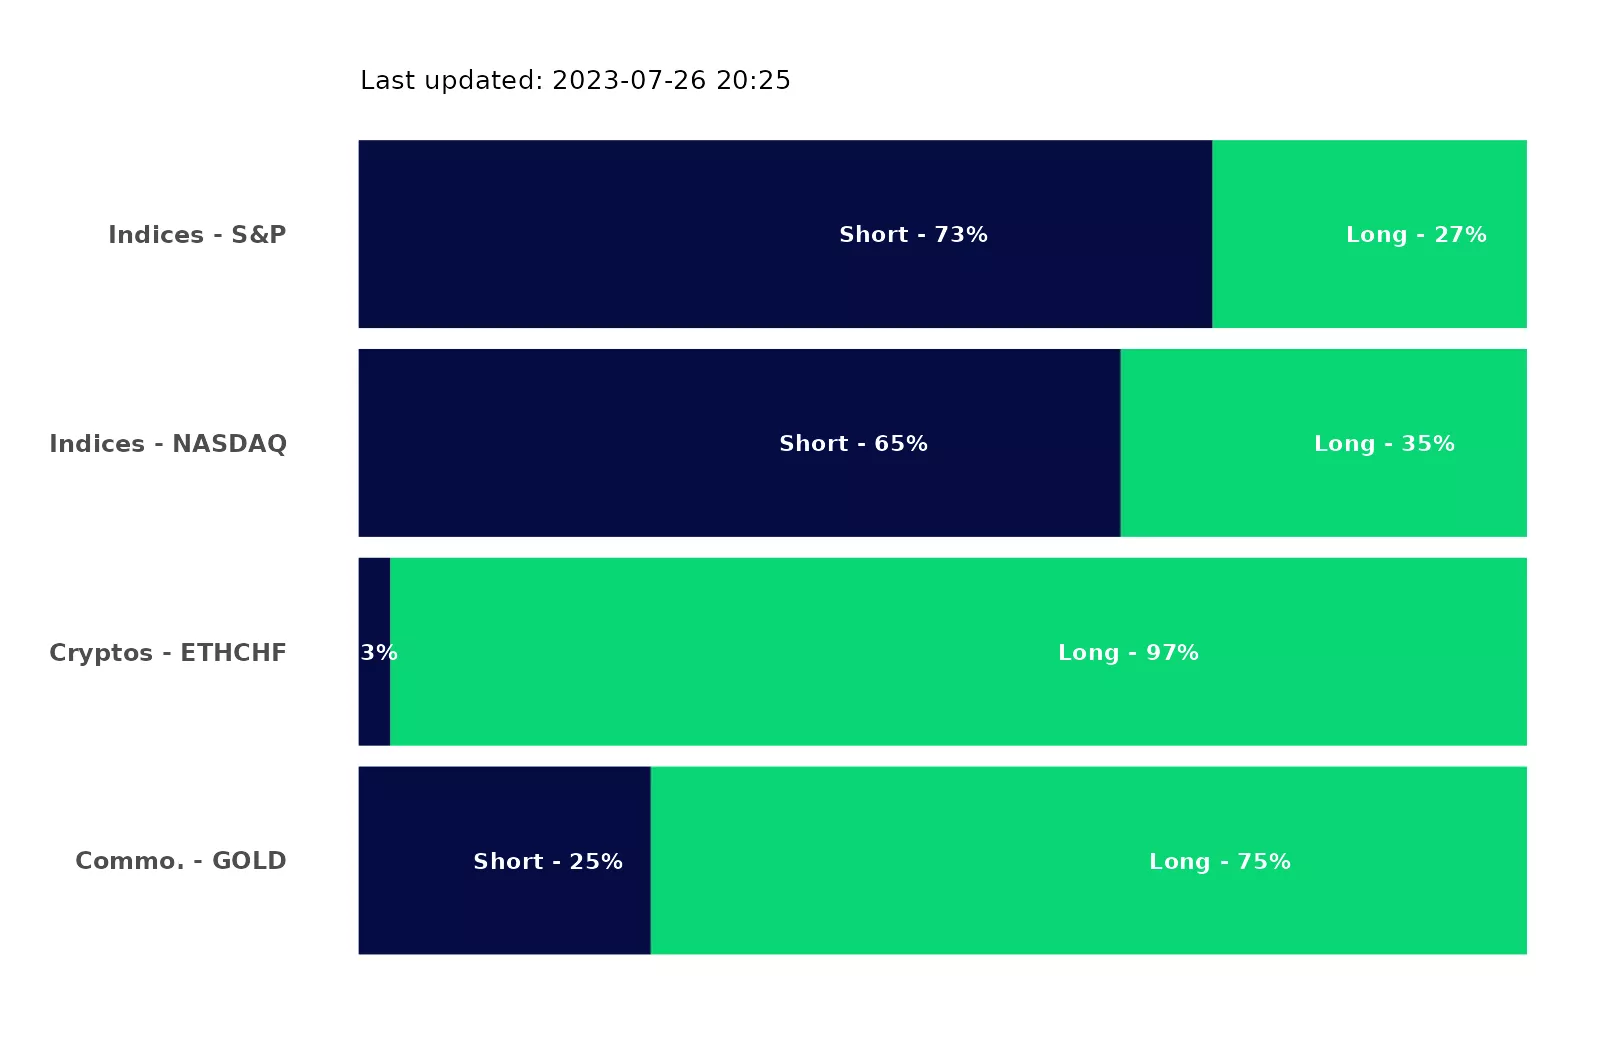 Last updated: 2023-07-26 20:25
Indices - S&P Short - 73% Long - 27%
Indices - NASDAQ Short - 65% Long - 35%
Cryptos - ETHCHF 3% Long - 97%
Commo. - GOLD Short - 25% Long - 75%